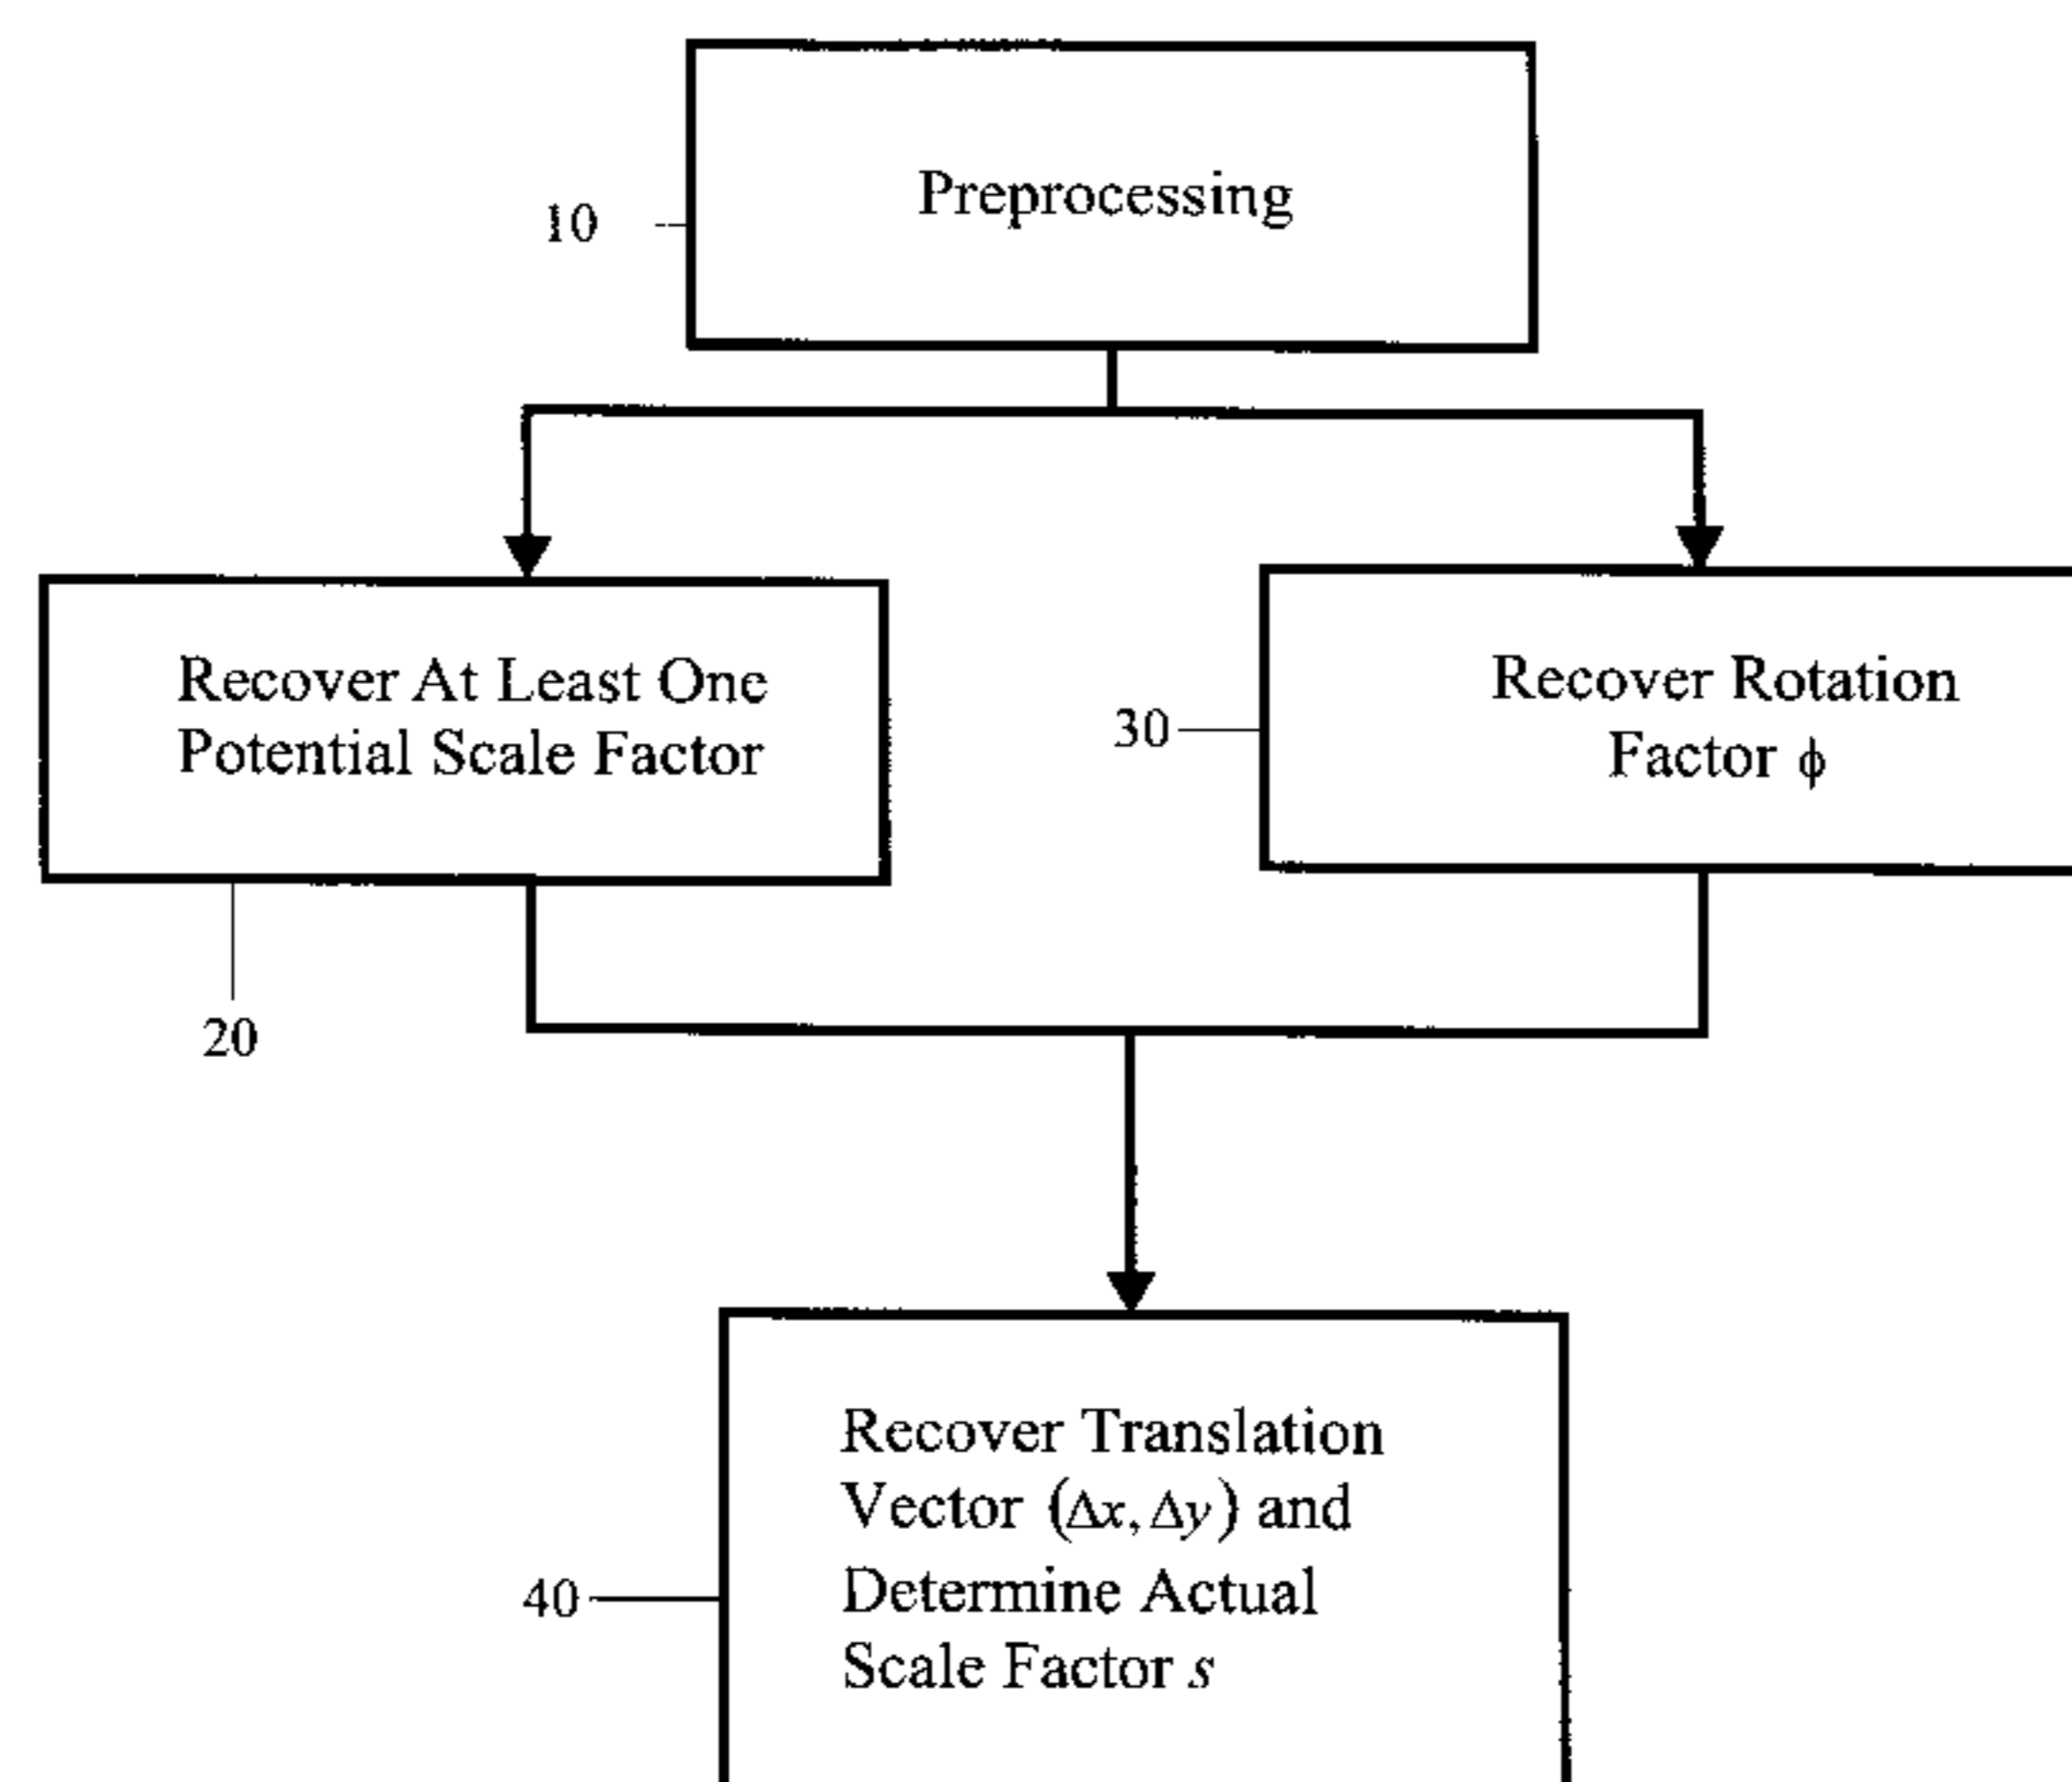 Preprocessing
10
Recover At Least One
Potential Scale Factor
20
Recover Rotation
Factor ϕ
30
Recover Translation
Vector (Δx, Δy) and
Determine Actual
Scale Factor s
40